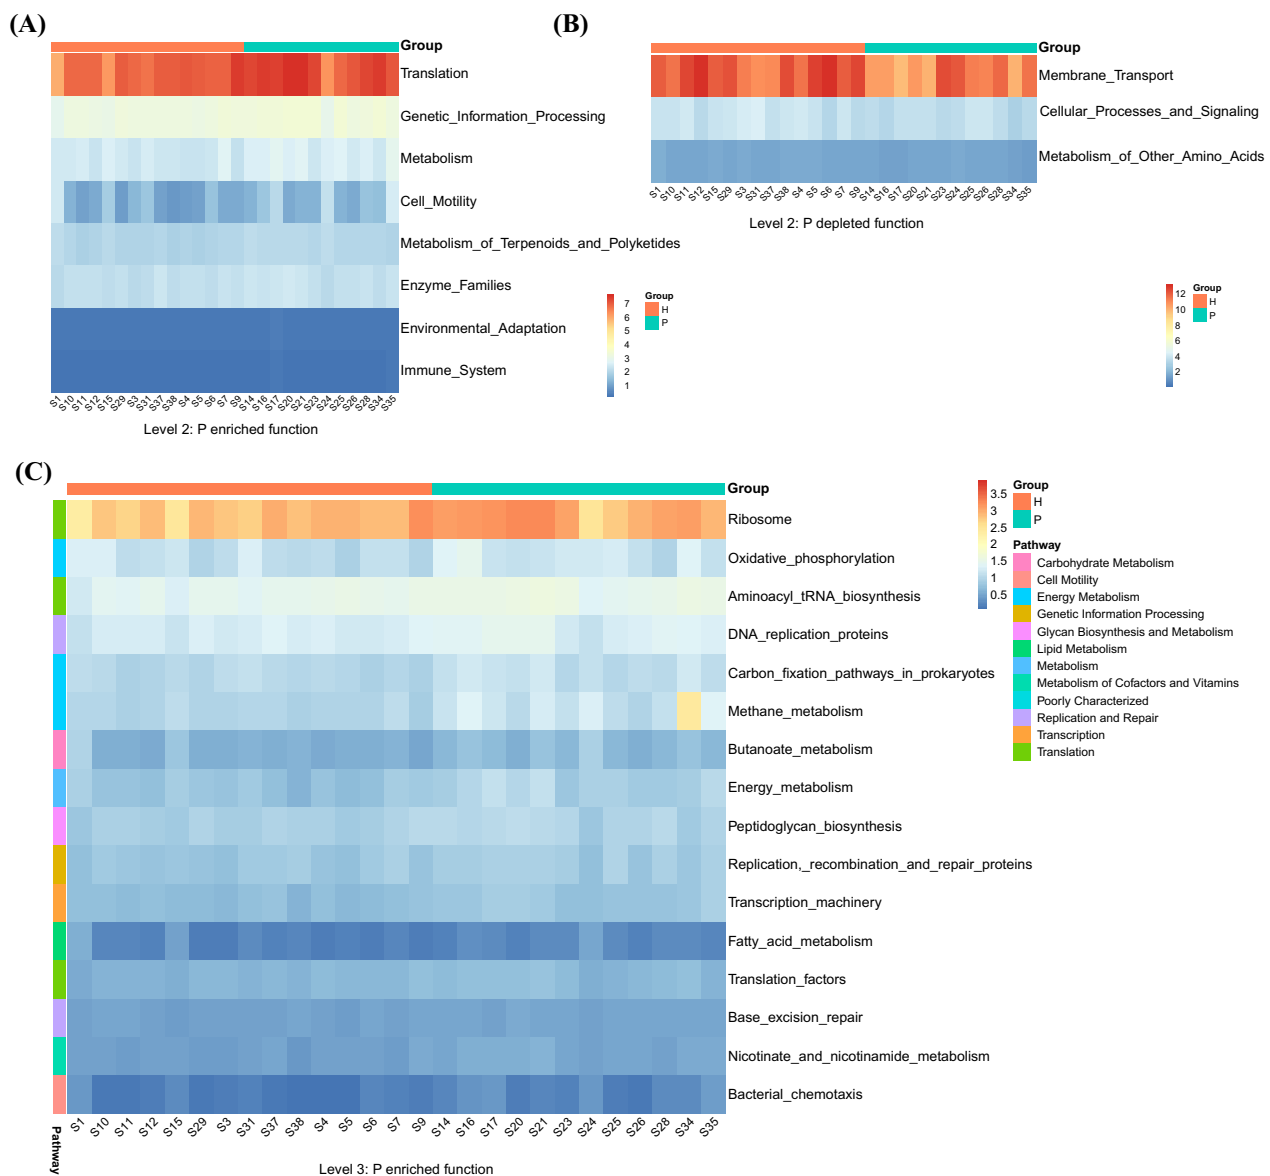 (A)
Group
Translation
Genetic_Information_Processing
Metabolism
Cell_Motility
Metabolism_of_Terpenoids_and_Polyketides
Enzyme_Families
Environmental_Adaptation
Immune_System
S1 S10 S11 S12 S15 S29 S3 S31 S37 S38 S4 S5 S6 S7 S9 S14 S16 S17 S20 S21 S23 S24 S25 S26 S28 S34 S35
Level 2: P enriched function
7
6
5
4
3
2
1
Group
H
P
(B)
Group
Membrane_Transport
Cellular_Processes_and_Signaling
Metabolism_of_Other_Amino_Acids
S1 S10 S11 S12 S15 S29 S3 S31 S37 S38 S4 S5 S6 S7 S9 S14 S16 S17 S20 S21 S23 S24 S25 S26 S28 S34 S35
Level 2: P depleted function
12
10
8
6
4
2
Group
H
P
(C)
Group
Ribosome
Oxidative_phosphorylation
Aminoacyl_tRNA_biosynthesis
DNA_replication_proteins
Carbon_fixation_pathways_in_prokaryotes
Methane_metabolism
Butanoate_metabolism
Energy_metabolism
Peptidoglycan_biosynthesis
Replication,_recombination_and_repair_proteins
Transcription_machinery
Fatty_acid_metabolism
Translation_factors
Base_excision_repair
Nicotinate_and_nicotinamide_metabolism
Bacterial_chemotaxis
Pathway
S1 S10 S11 S12 S15 S29 S3 S31 S37 S38 S4 S5 S6 S7 S9 S14 S16 S17 S20 S21 S23 S24 S25 S26 S28 S34 S35
Level 3: P enriched function
3.5
3
2.5
2
1.5
1
0.5
Group
H
P
Pathway
Carbohydrate Metabolism
Cell Motility
Energy Metabolism
Genetic Information Processing
Glycan Biosynthesis and Metabolism
Lipid Metabolism
Metabolism
Metabolism of Cofactors and Vitamins
Poorly Characterized
Replication and Repair
Transcription
Translation